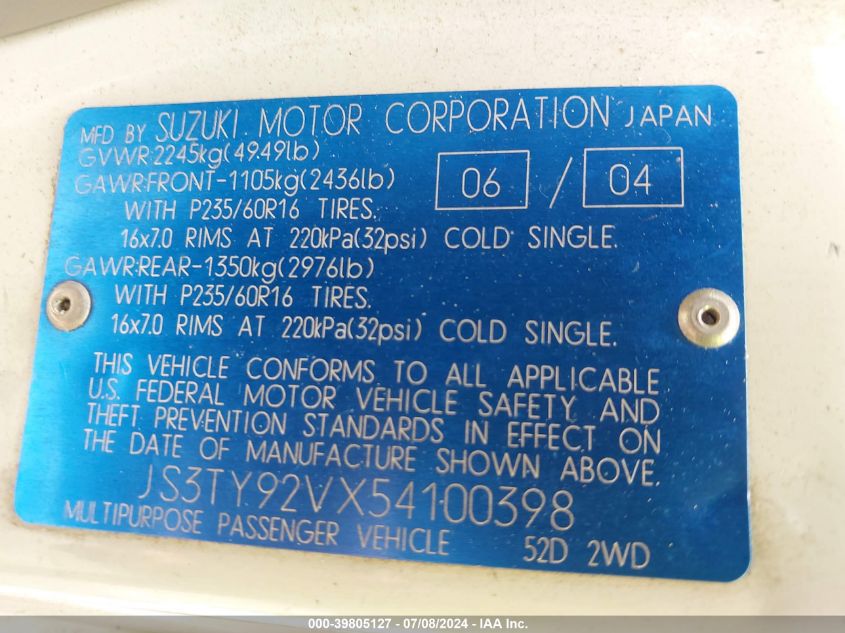 MFD BY SUZUKI MOTOR CORPORATION JAPAN
GVWR:2245kg(4949lb)
GAWR:FRONT-1105kg(2436lb)
06 / 04
WITH P235/60R16 TIRES.
16x7.0 RIMS AT 220kPa(32psi) COLD SINGLE.
GAWR:REAR-1350kg(2976lb)
WITH P235/60R16 TIRES.
16x7.0 RIMS AT 220kPa(32psi) COLD SINGLE.
THIS VEHICLE CONFORMS TO ALL APPLICABLE
U.S. FEDERAL MOTOR VEHICLE SAFETY AND
THEFT PREVENTION STANDARDS IN EFFECT ON
THE DATE OF MANUFACTURE SHOWN ABOVE.
JS3TY92VX54100398
MULTIPURPOSE PASSENGER VEHICLE 52D 2WD
000-39805127 - 07/08/2024 - IAA Inc.